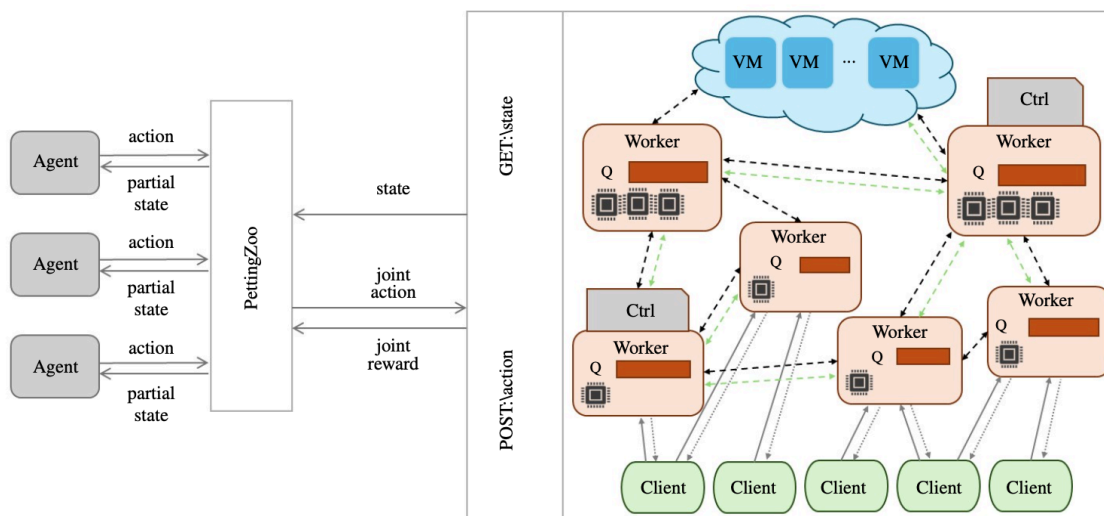 Agent
action
partial
state
Agent
action
partial
state
Agent
action
partial
state
PettingZoo
state
joint
action
joint
reward
GET:\state
POST:\action
VM
VM
...
VM
Ctrl
Worker
Q
Worker
Q
Worker
Q
Ctrl
Worker
Q
Worker
Q
Worker
Q
Client
Client
Client
Client
Client